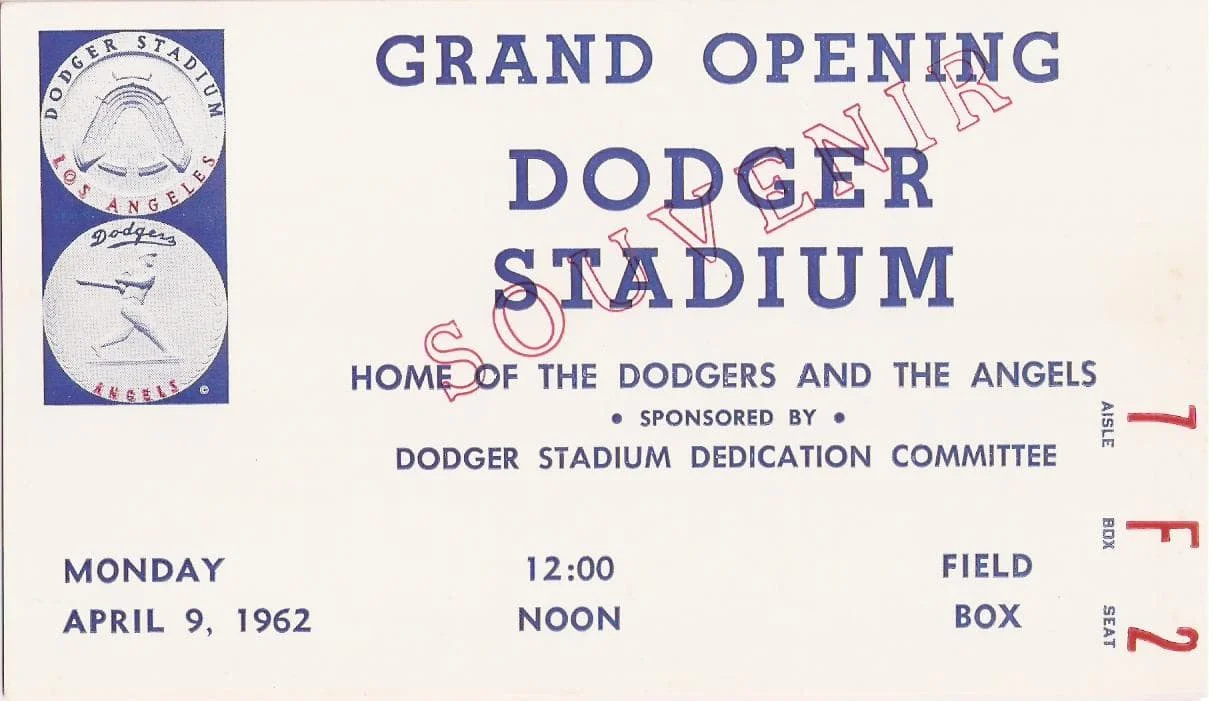 DODGER STADIUM
LOS ANGELES
Dodgers
ANGELS ©
GRAND OPENING
DODGER
STADIUM
SOUVENIR
HOME OF THE DODGERS AND THE ANGELS
• SPONSORED BY •
DODGER STADIUM DEDICATION COMMITTEE
MONDAY
APRIL 9, 1962
12:00
NOON
FIELD
BOX
AISLE 7
BOX F
SEAT 2